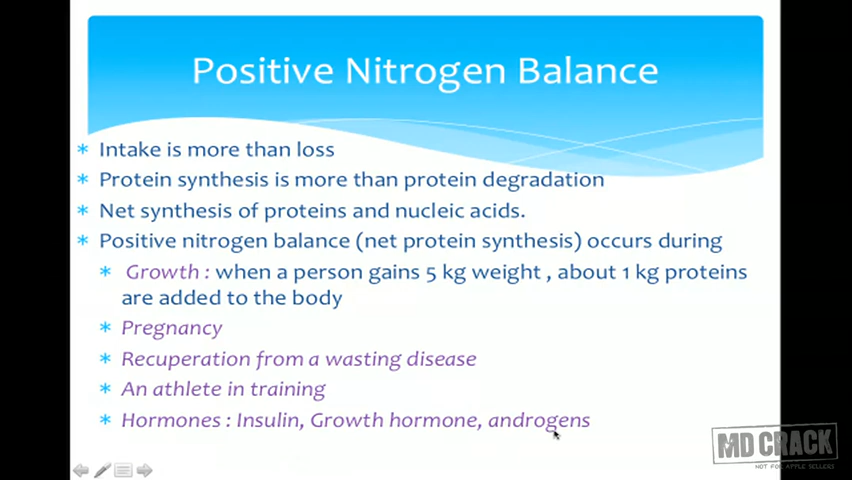 Positive Nitrogen Balance
* Intake is more than loss
* Protein synthesis is more than protein degradation
* Net synthesis of proteins and nucleic acids.
* Positive nitrogen balance (net protein synthesis) occurs during
* Growth : when a person gains 5 kg weight , about 1 kg proteins
are added to the body
* Pregnancy
* Recuperation from a wasting disease
* An athlete in training
* Hormones : Insulin, Growth hormone, androgens
MD CRACK
NOT FOR APPLE SELLERS